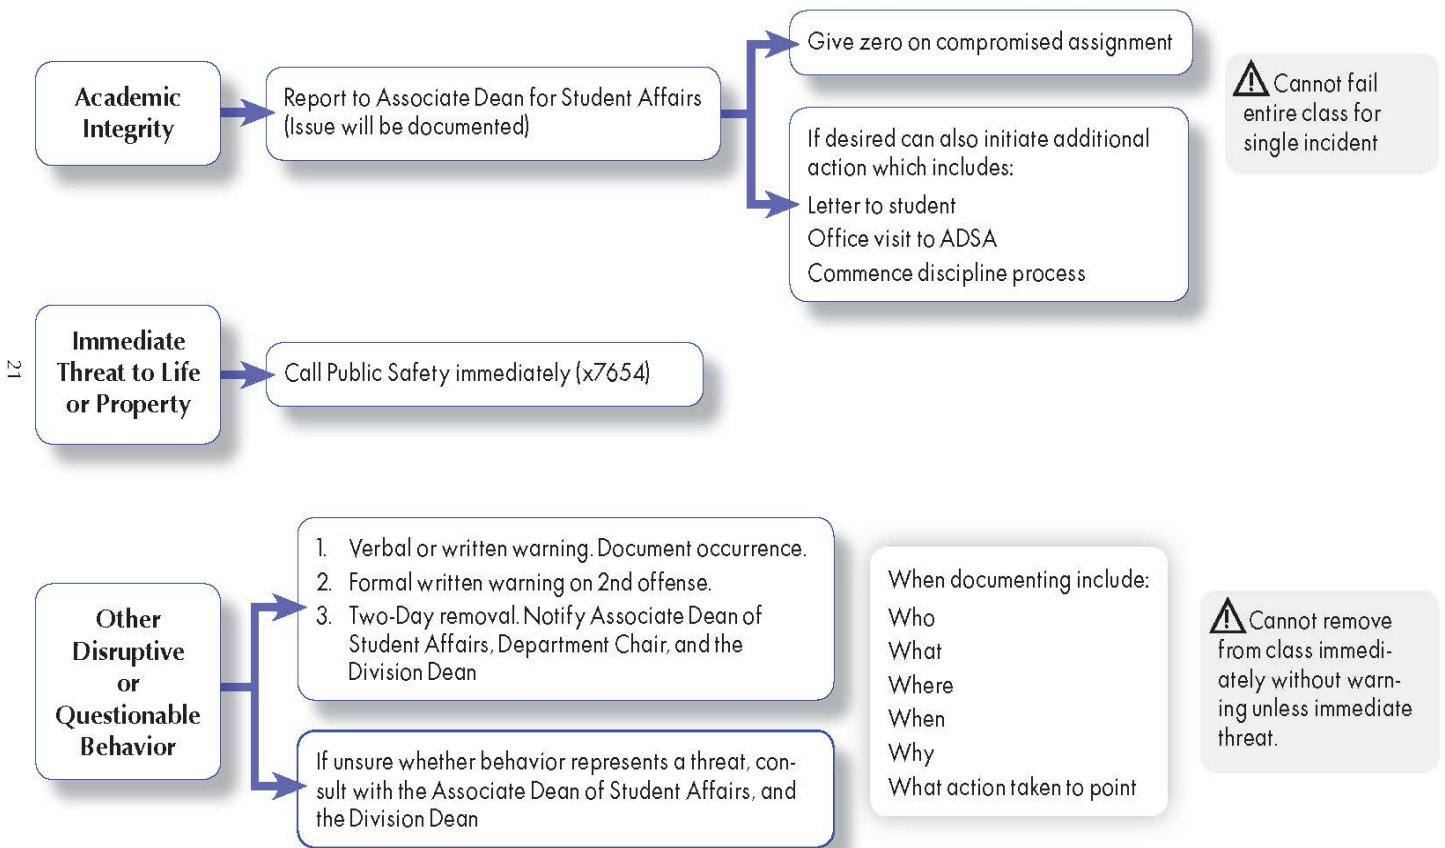 Academic
Integrity
Report to Associate Dean for Student Affairs
(Issue will be documented)
Give zero on compromised assignment
If desired can also initiate additional
action which includes:
Letter to student
Office visit to ADSA
Commence discipline process
⚠ Cannot fail
entire class for
single incident
Immediate
Threat to Life
or Property
Call Public Safety immediately (x7654)
21
Other
Disruptive
or
Questionable
Behavior
1. Verbal or written warning. Document occurrence.
2. Formal written warning on 2nd offense.
3. Two-Day removal. Notify Associate Dean of
Student Affairs, Department Chair, and the
Division Dean
If unsure whether behavior represents a threat, con-
sult with the Associate Dean of Student Affairs, and
the Division Dean
When documenting include:
Who
What
Where
When
Why
What action taken to point
⚠ Cannot remove
from class immedi-
ately without warn-
ing unless immediate
threat.